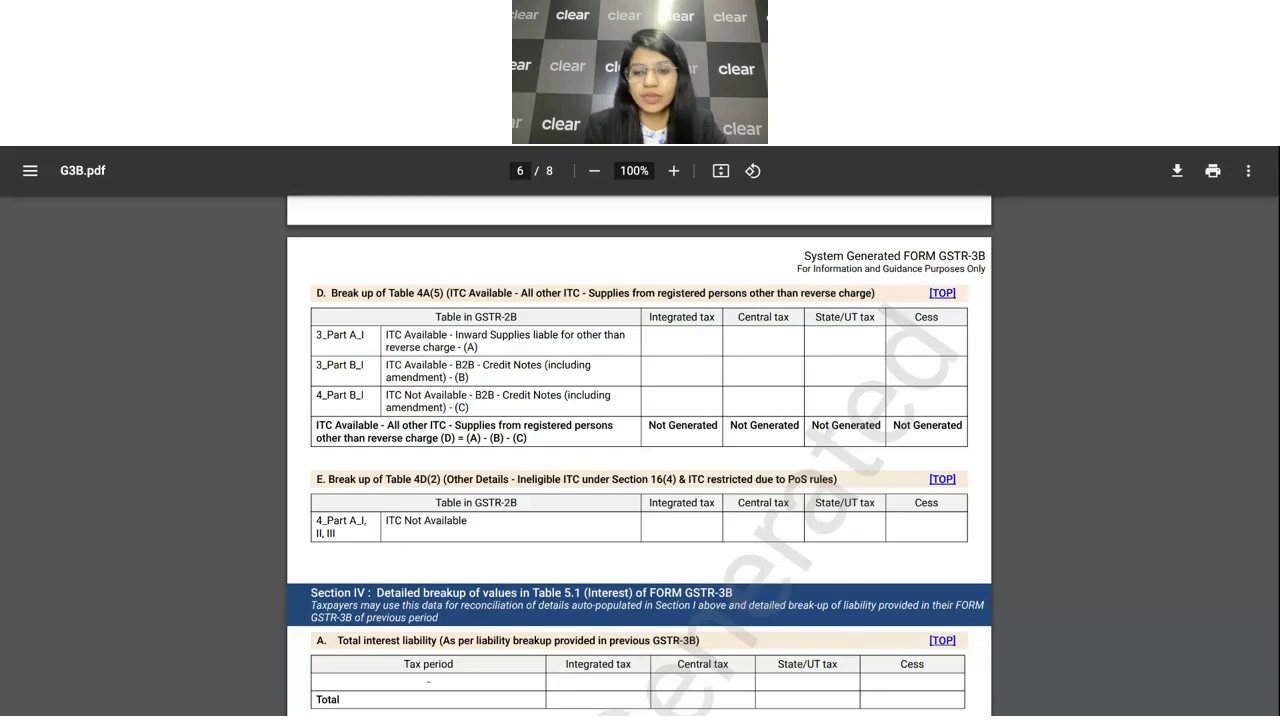 clear clear clear clear clear
ear clear cl r clear
ar clear clear
G3B.pdf 6 / 8 100%
System Generated FORM GSTR-3B
For Information and Guidance Purposes Only
D. Break up of Table 4A(5) (ITC Available - All other ITC - Supplies from registered persons other than reverse charge) [TOP]
Table in GSTR-2B Integrated tax Central tax State/UT tax Cess
3_Part A_I ITC Available - Inward Supplies liable for other than
reverse charge - (A)
3_Part B_I ITC Available - B2B - Credit Notes (including
amendment) - (B)
4_Part B_I ITC Not Available - B2B - Credit Notes (including
amendment) - (C)
ITC Available - All other ITC - Supplies from registered persons Not Generated Not Generated Not Generated Not Generated
other than reverse charge (D) = (A) - (B) - (C)
E. Break up of Table 4D(2) (Other Details - Ineligible ITC under Section 16(4) & ITC restricted due to PoS rules) [TOP]
Table in GSTR-2B Integrated tax Central tax State/UT tax Cess
4_Part A_I, ITC Not Available
II, III
Section IV : Detailed breakup of values in Table 5.1 (Interest) of FORM GSTR-3B
Taxpayers may use this data for reconciliation of details auto-populated in Section I above and detailed break-up of liability provided in their FORM
GSTR-3B of previous period
A. Total interest liability (As per liability breakup provided in previous GSTR-3B) [TOP]
Tax period Integrated tax Central tax State/UT tax Cess
-
Total
enerated